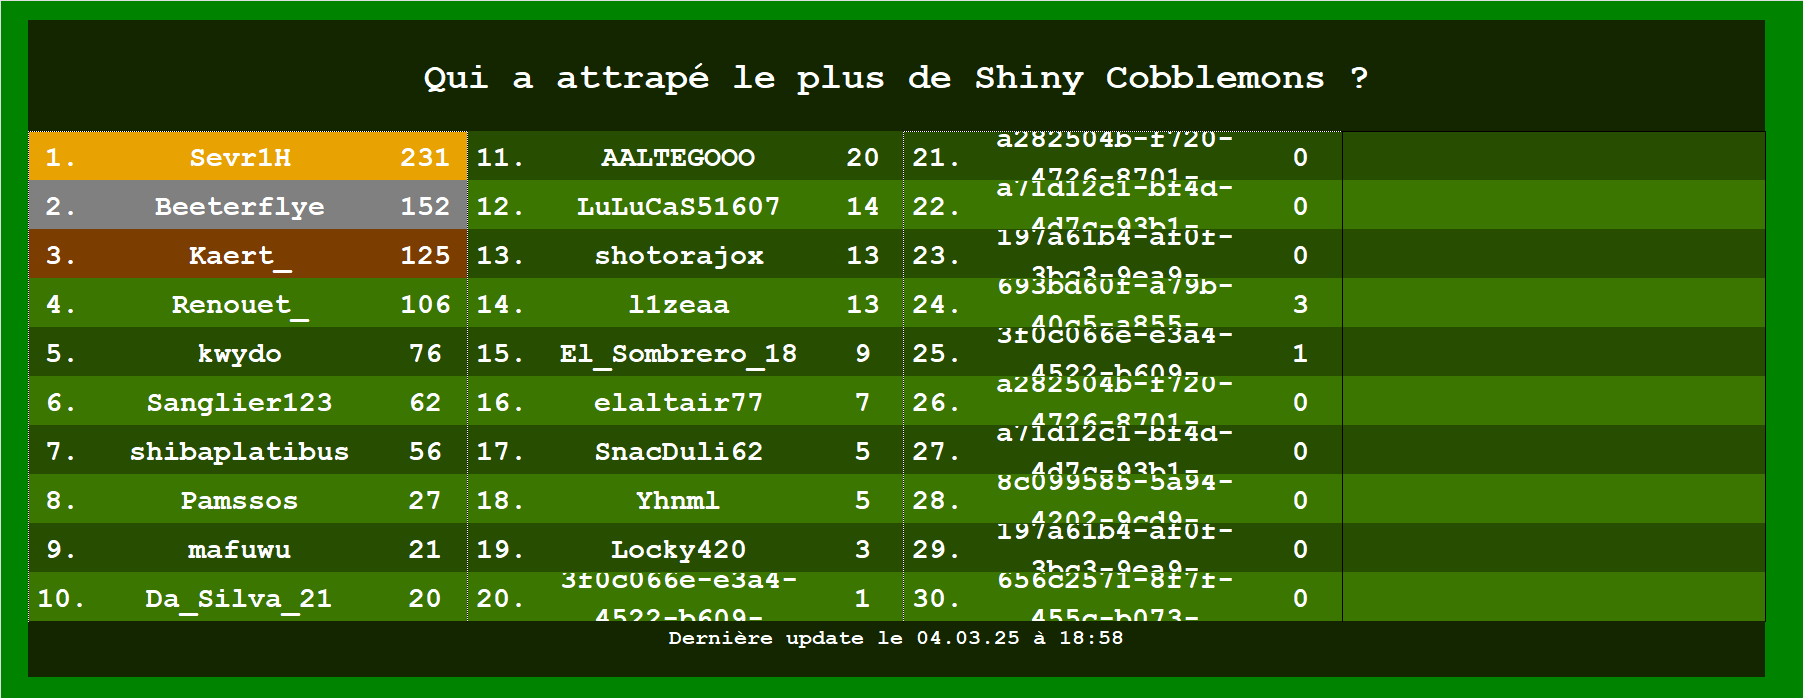 Qui a attrapé le plus de Shiny Cobblemons ?
1. Sevr1H 231
2. Beeterflye 152
3. Kaert_ 125
4. Renouet_ 106
5. kwydo 76
6. Sanglier123 62
7. shibaplatibus 56
8. Pamssos 27
9. mafuwu 21
10. Da_Silva_21 20
11. AALTEGOOO 20
12. LuLuCaS51607 14
13. shotorajox 13
14. l1zeaa 13
15. El_Sombrero_18 9
16. elaltair77 7
17. SnacDuli62 5
18. Yhnml 5
19. Locky420 3
20. 3f0c066e-e3a4-
4522-b609- 1
21. a282504b-f720-
4726-8701- 0
22. a71d12c1-bf4d-
4d7c-93b1- 0
23. 197a61b4-af0f-
3bc3-9ea9- 0
24. 693bd60f-a79b-
40c5-a855- 3
25. 3f0c066e-e3a4-
4522-b609- 1
26. a282504b-f720-
4726-8701- 0
27. a71d12c1-bf4d-
4d7c-93b1- 0
28. 8c099585-5a94-
4202-9cd9- 0
29. 197a61b4-af0f-
3bc3-9ea9- 0
30. 656c2571-8f7f-
455c-b073- 0
Dernière update le 04.03.25 à 18:58